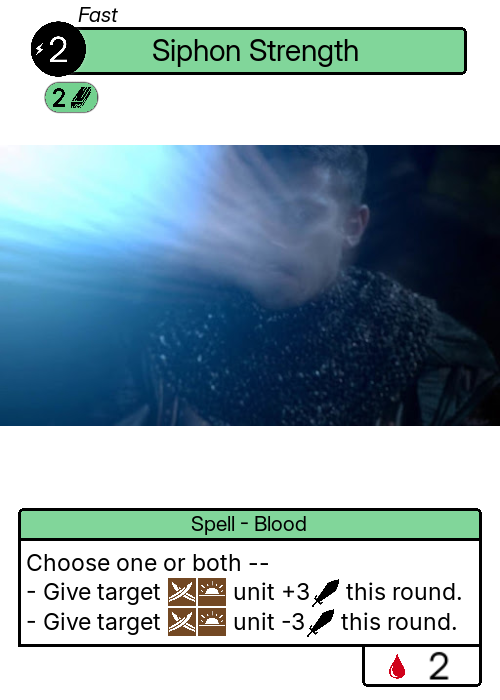 Fast
2 Siphon Strength
2
Spell - Blood
Choose one or both --
- Give target unit +3 this round.
- Give target unit -3 this round.
2